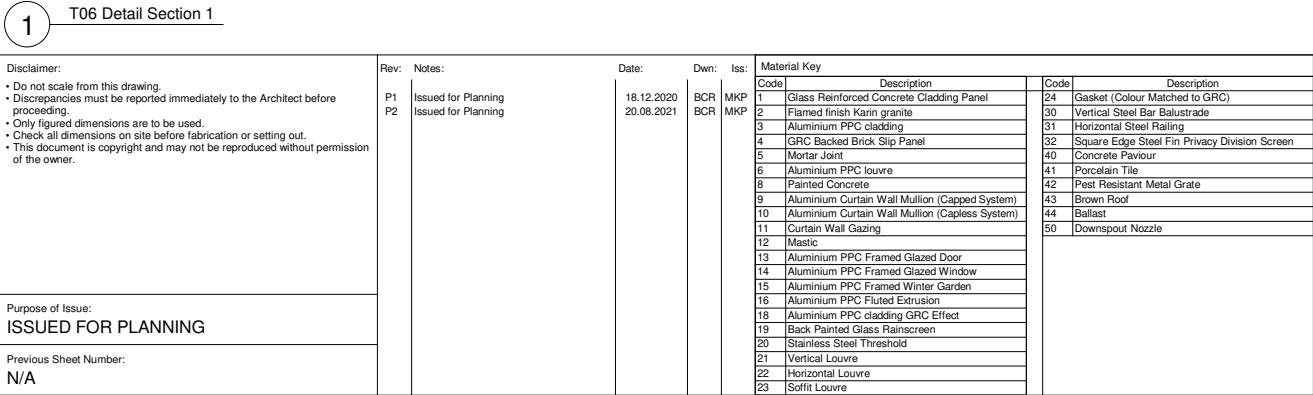 1
T06 Detail Section 1
Disclaimer:
• Do not scale from this drawing.
• Discrepancies must be reported immediately to the Architect before
proceeding.
• Only figured dimensions are to be used.
• Check all dimensions on site before fabrication or setting out.
• This document is copyright and may not be reproduced without permission
of the owner.
Purpose of Issue:
ISSUED FOR PLANNING
Previous Sheet Number:
N/A
Rev: Notes: Date: Dwn: Iss:
P1 Issued for Planning 18.12.2020 BCR MKP
P2 Issued for Planning 20.08.2021 BCR MKP
Material Key
Code Description
1 Glass Reinforced Concrete Cladding Panel
2 Flamed finish Karin granite
3 Aluminium PPC cladding
4 GRC Backed Brick Slip Panel
5 Mortar Joint
6 Aluminium PPC louvre
8 Painted Concrete
9 Aluminium Curtain Wall Mullion (Capped System)
10 Aluminium Curtain Wall Mullion (Capless System)
11 Curtain Wall Gazing
12 Mastic
13 Aluminium PPC Framed Glazed Door
14 Aluminium PPC Framed Glazed Window
15 Aluminium PPC Framed Winter Garden
16 Aluminium PPC Fluted Extrusion
18 Aluminium PPC cladding GRC Effect
19 Back Painted Glass Rainscreen
20 Stainless Steel Threshold
21 Vertical Louvre
22 Horizontal Louvre
23 Soffit Louvre
Code Description
24 Gasket (Colour Matched to GRC)
30 Vertical Steel Bar Balustrade
31 Horizontal Steel Railing
32 Square Edge Steel Fin Privacy Division Screen
40 Concrete Paviour
41 Porcelain Tile
42 Pest Resistant Metal Grate
43 Brown Roof
44 Ballast
50 Downspout Nozzle